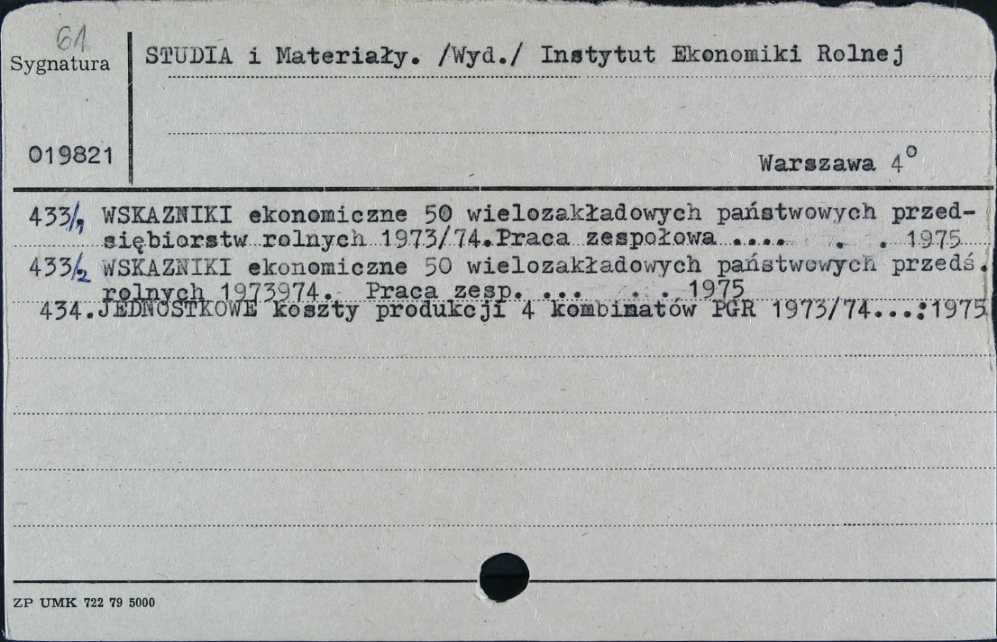 61
Sygnatura
STUDIA i Materiały. /Wyd./ Instytut Ekonomiki Rolnej
019821
Warszawa 4°
433/1 WSKAZNIKI ekonomiczne 50 wielozakładowych państwowych przed-
siębiorstw rolnych 1973/74.Praca zespołowa .... . . 1975
433/2 WSKAZNIKI ekonomiczne 50 wielozakładowych państwowych przedś.
rolnych 1973974. Praca zesp. ... . . 1975
434.JEDNOSTKOWE koszty produkcji 4 kombinatów PGR 1973/74...:1975
ZP UMK 722 79 5000